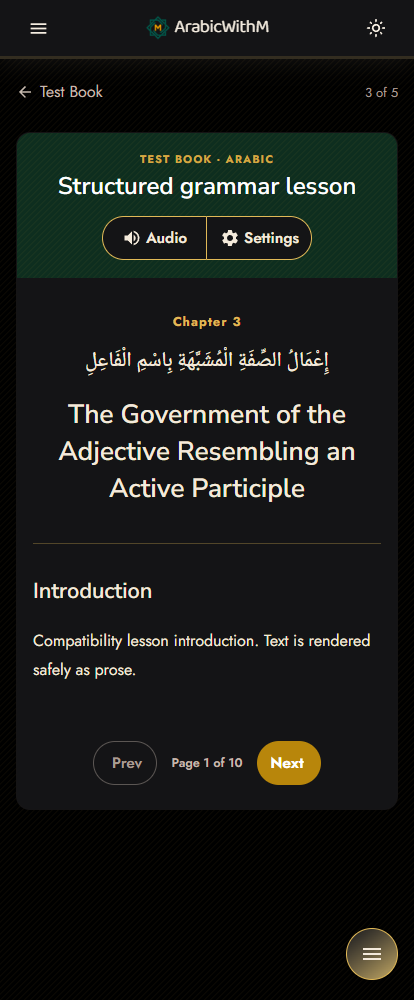 ArabicWithM
Test Book
3 of 5
TEST BOOK · ARABIC
Structured grammar lesson
Audio
Settings
Chapter 3
إِعْمَالُ الصِّفَةِ الْمُشَبَّهَةِ بِاسْمِ الْفَاعِلِ
The Government of the
Adjective Resembling an
Active Participle
Introduction
Compatibility lesson introduction. Text is rendered
safely as prose.
Prev
Page 1 of 10
Next